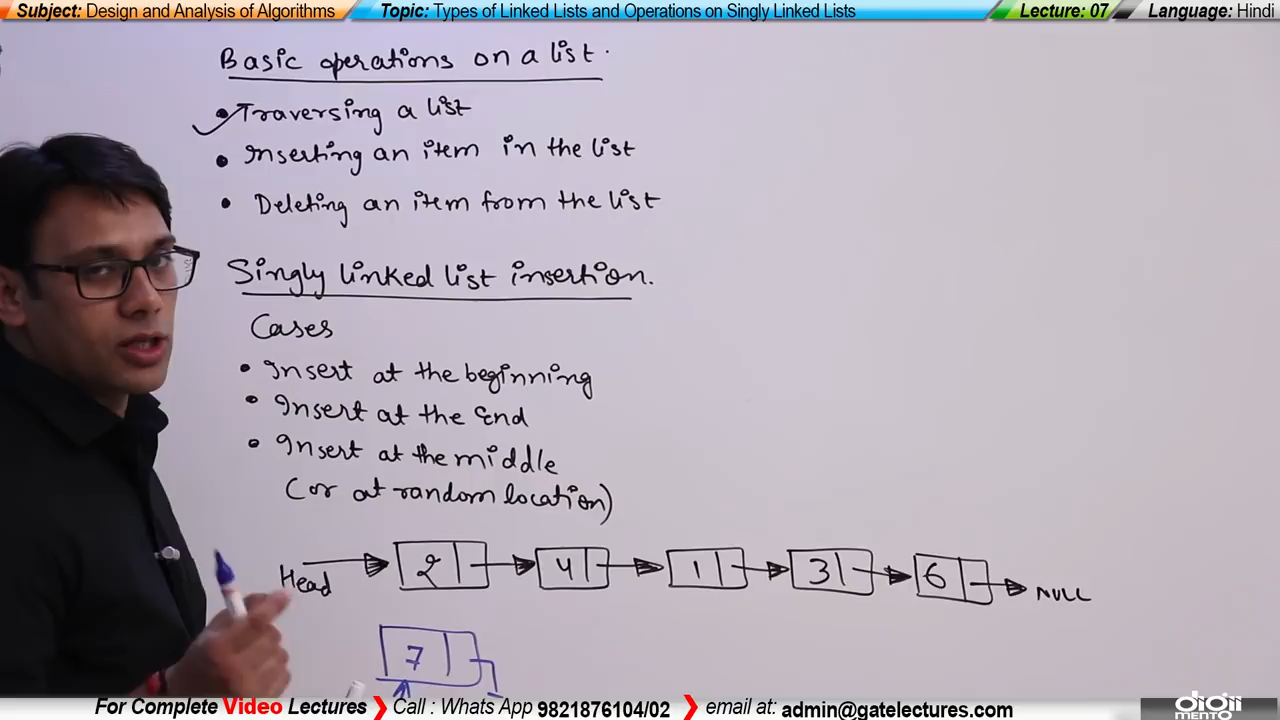 Subject: Design and Analysis of Algorithms Topic: Types of Linked Lists and Operations on Singly Linked Lists Lecture: 07 Language: Hindi
Basic operations on a list.
• Traversing a list
• Inserting an item in the list
• Deleting an item from the list
Singly linked list insertion.
Cases
• Insert at the beginning
• Insert at the End
• Insert at the middle
(or at random location)
Head 2 4 1 3 6 NULL
7
For Complete Video Lectures Call : Whats App 9821876104/02 email at: admin@gatelectures.com
digii
MENTO